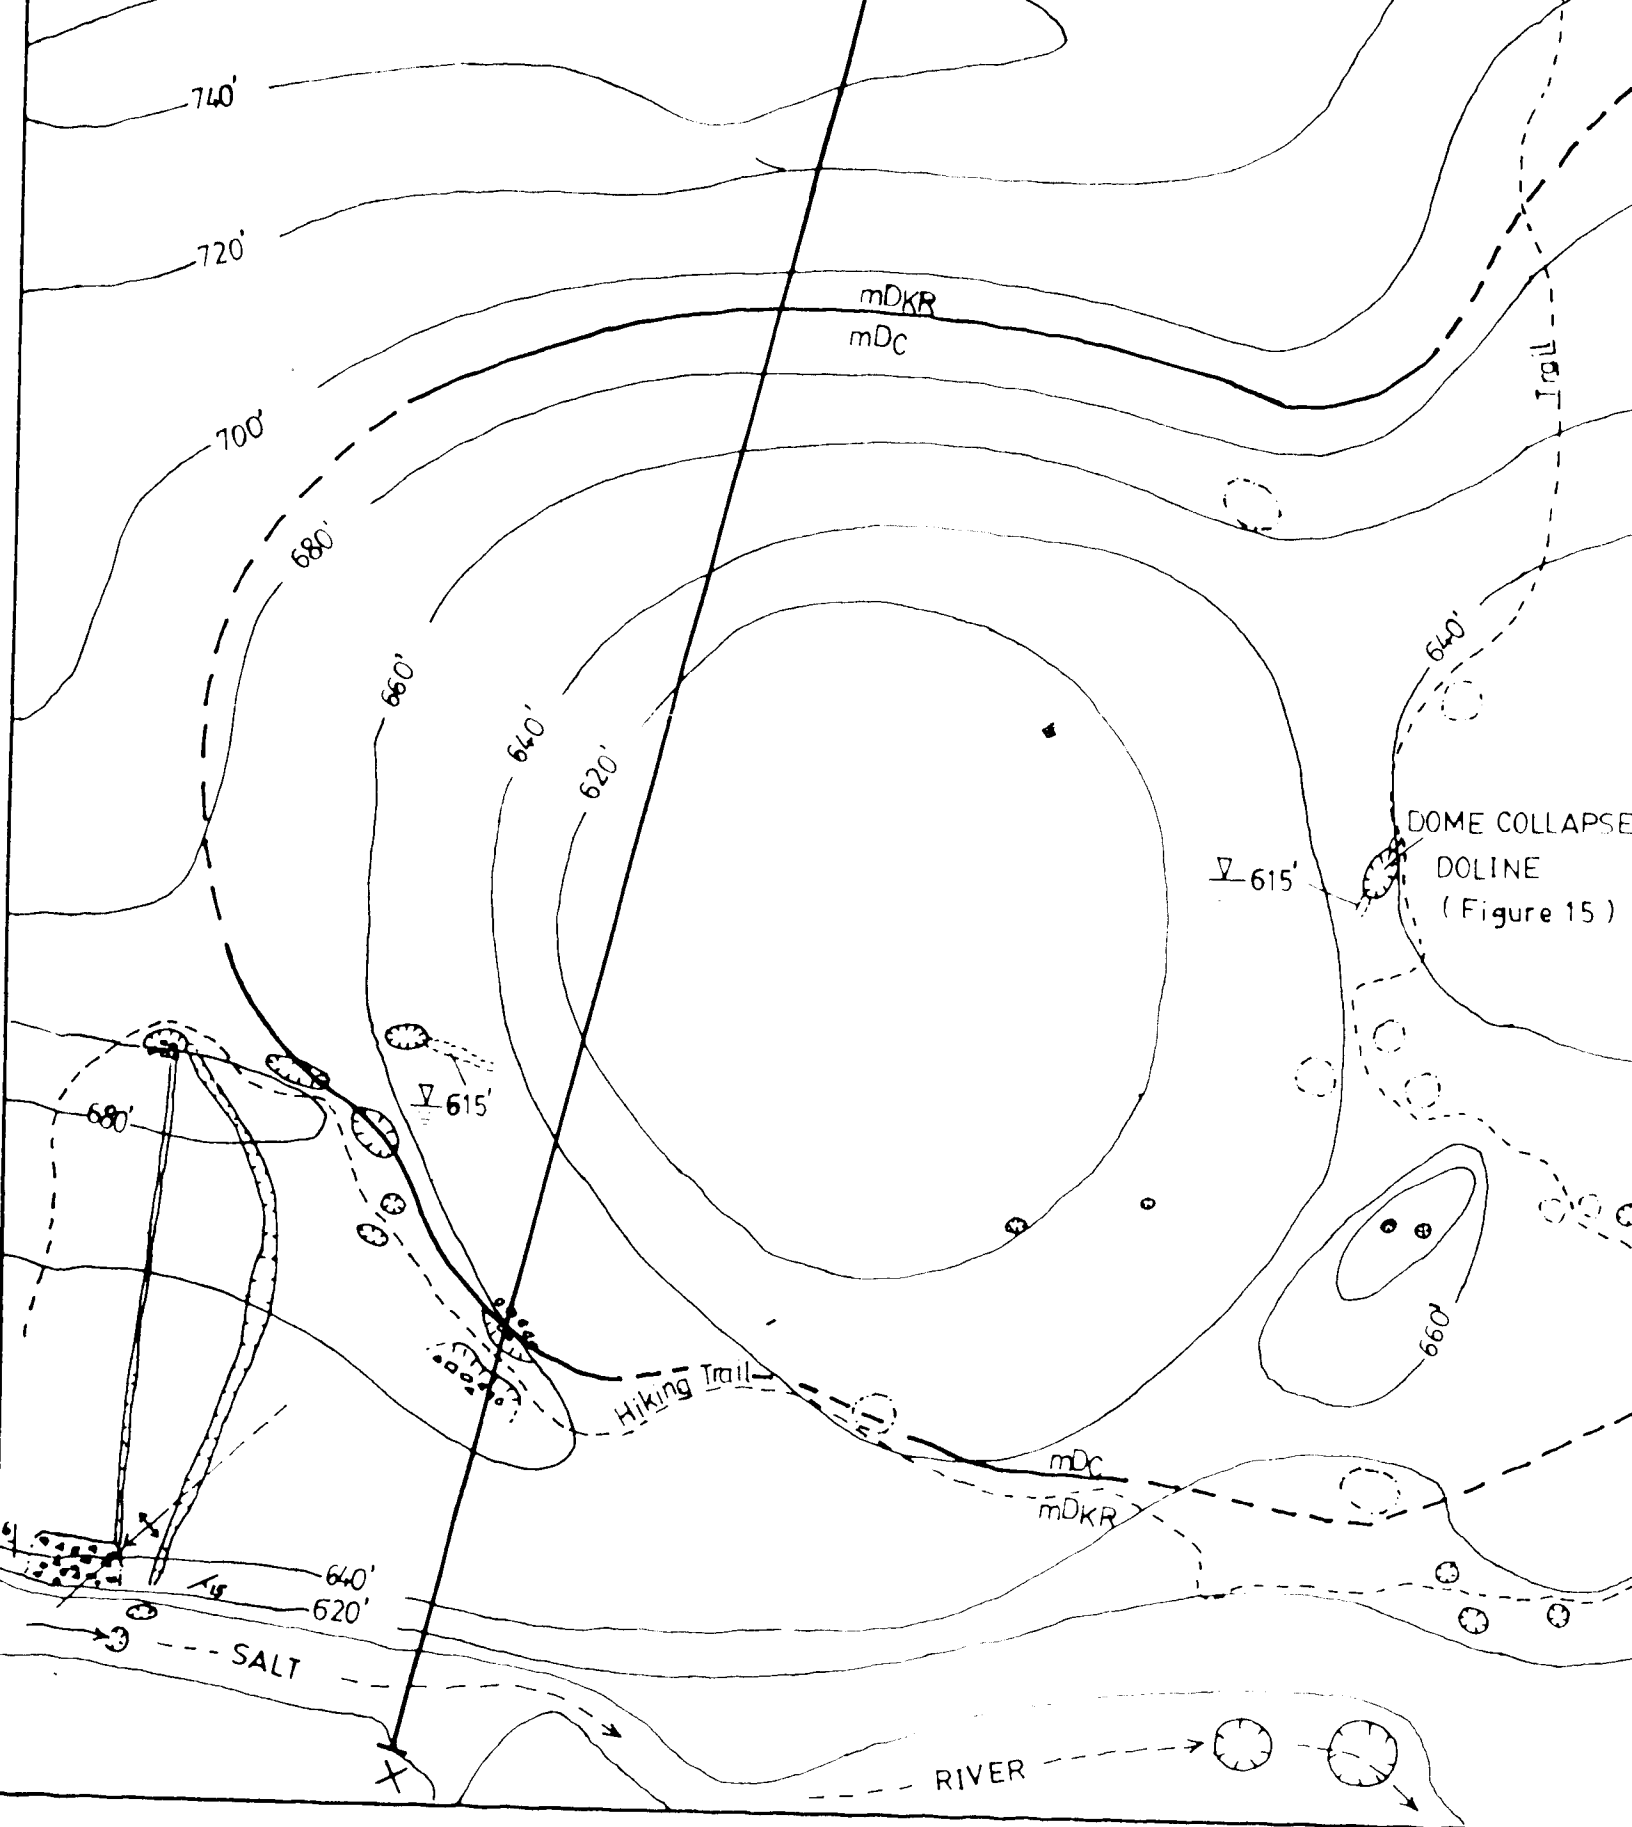 740'
720'
mDKR
mDC
Trail
700'
680'
640'
660'
640'
620'
DOME COLLAPSE
615'
DOLINE
(Figure 15)
615'
680'
660'
Hiking Trail
mDC
mDKR
640'
15
620'
SALT
RIVER
X